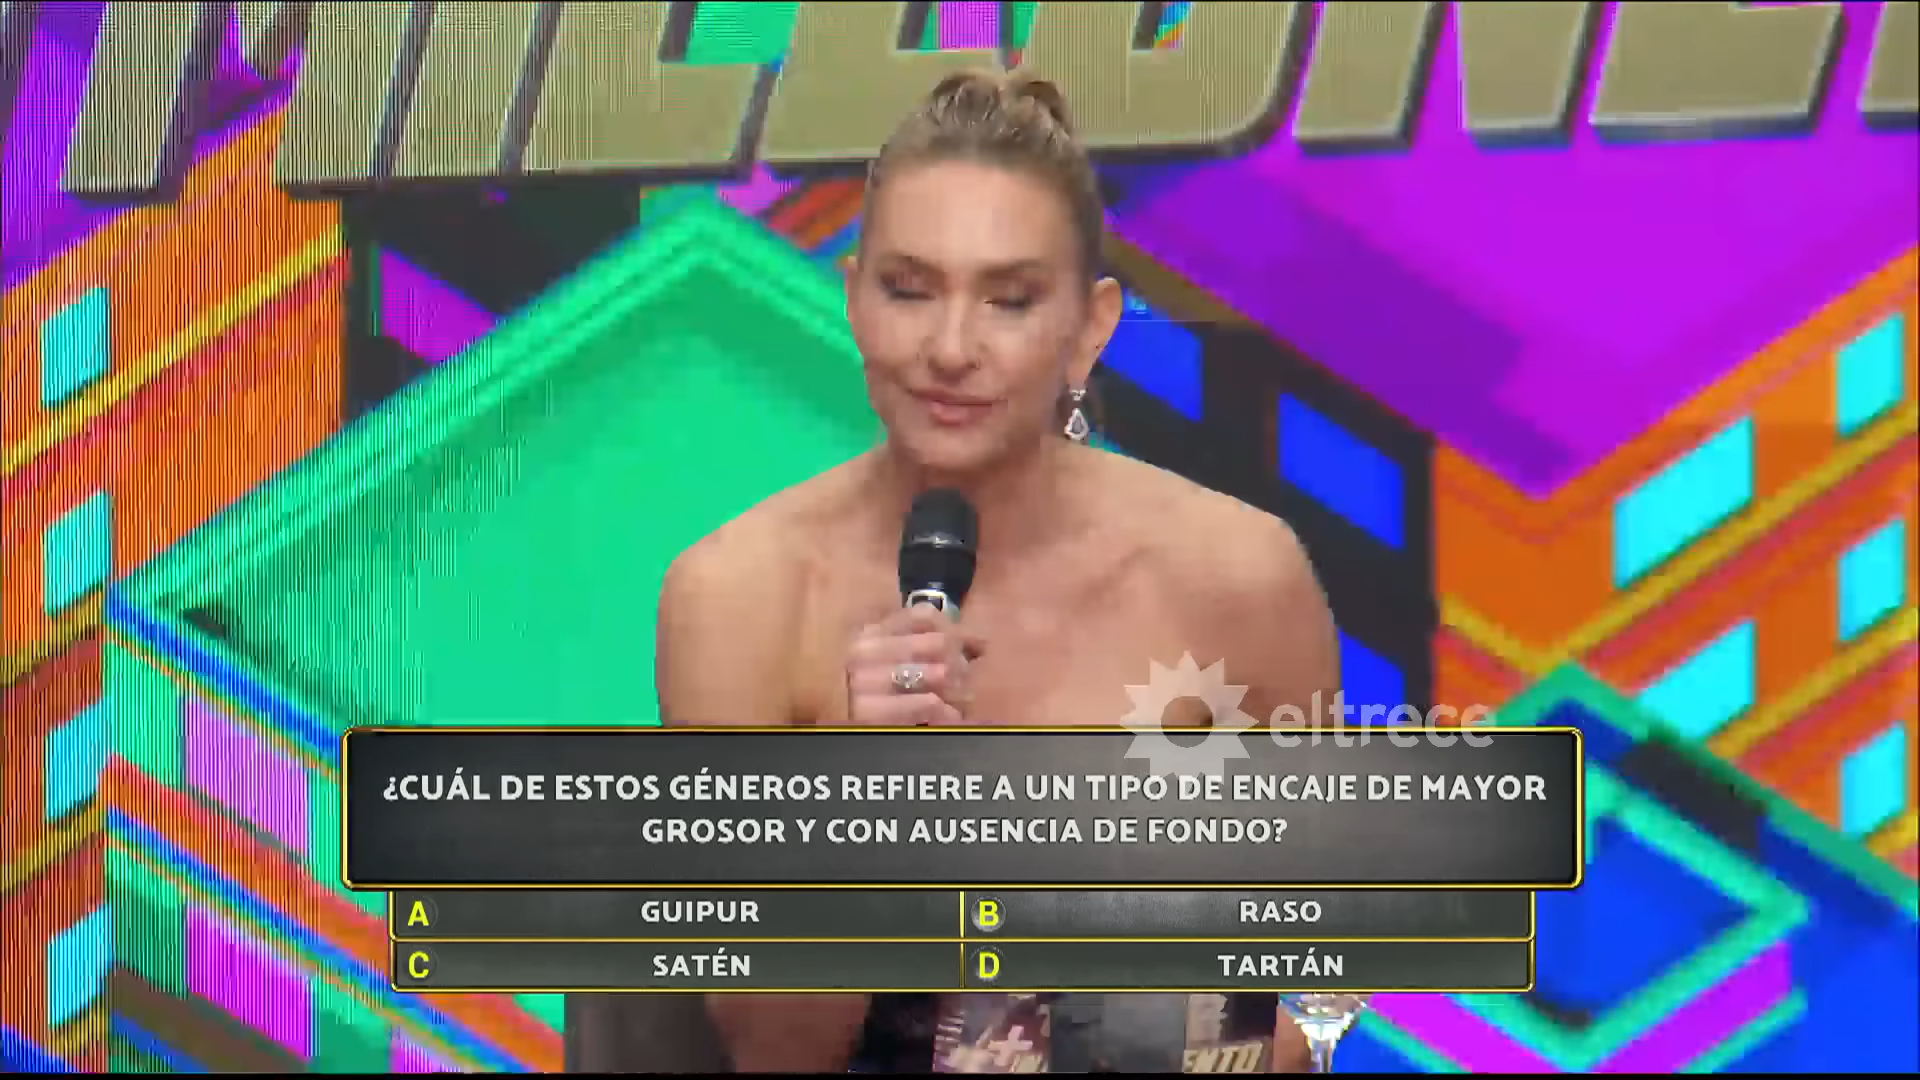 eltrece
¿CUÁL DE ESTOS GÉNEROS REFIERE A UN TIPO DE ENCAJE DE MAYOR
GROSOR Y CON AUSENCIA DE FONDO?
A GUIPUR
B RASO
C SATÉN
D TARTÁN